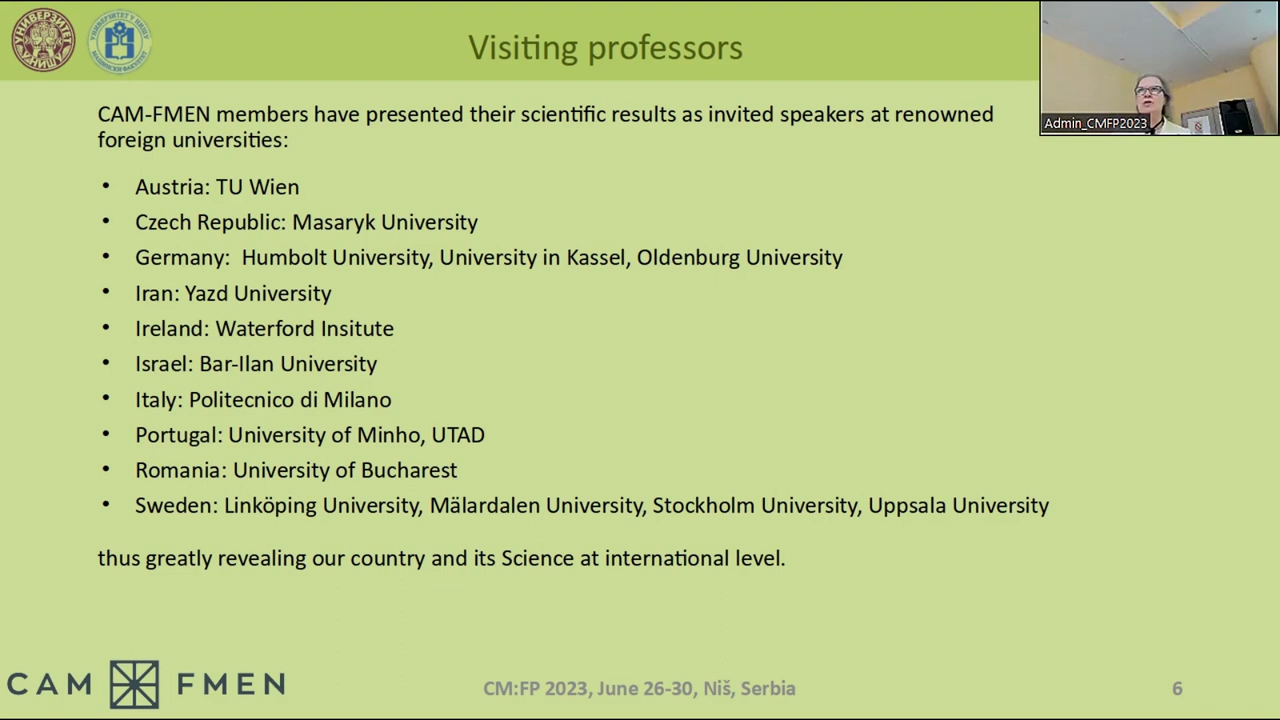 Visiting professors
Admin_CMFP2023
CAM-FMEN members have presented their scientific results as invited speakers at renowned
foreign universities:
• Austria: TU Wien
• Czech Republic: Masaryk University
• Germany:  Humbolt University, University in Kassel, Oldenburg University
• Iran: Yazd University
• Ireland: Waterford Insitute
• Israel: Bar-Ilan University
• Italy: Politecnico di Milano
• Portugal: University of Minho, UTAD
• Romania: University of Bucharest
• Sweden: Linköping University, Mälardalen University, Stockholm University, Uppsala University
thus greatly revealing our country and its Science at international level.
CAM FMEN
CM:FP 2023, June 26-30, Niš, Serbia
6